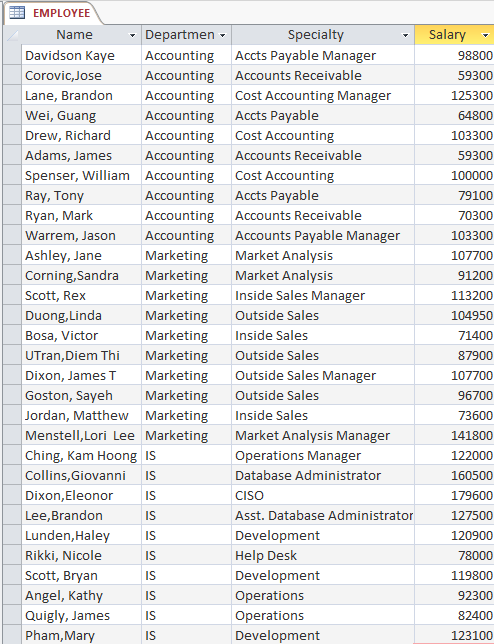 EMPLOYEE
Name Departmen Specialty Salary
Davidson Kaye Accounting Accts Payable Manager 98800
Corovic,Jose Accounting Accounts Receivable 59300
Lane, Brandon Accounting Cost Accounting Manager 125300
Wei, Guang Accounting Accts Payable 64800
Drew, Richard Accounting Cost Accounting 103300
Adams, James Accounting Accounts Receivable 59300
Spenser, William Accounting Cost Accounting 100000
Ray, Tony Accounting Accts Payable 79100
Ryan, Mark Accounting Accounts Receivable 70300
Warrem, Jason Accounting Accounts Payable Manager 103300
Ashley, Jane Marketing Market Analysis 107700
Corning,Sandra Marketing Market Analysis 91200
Scott, Rex Marketing Inside Sales Manager 113200
Duong,Linda Marketing Outside Sales 104950
Bosa, Victor Marketing Inside Sales 71400
UTran,Diem Thi Marketing Outside Sales 87900
Dixon, James T Marketing Outside Sales Manager 107700
Goston, Sayeh Marketing Outside Sales 96700
Jordan, Matthew Marketing Inside Sales 73600
Menstell,Lori Lee Marketing Market Analysis Manager 141800
Ching, Kam Hoong IS Operations Manager 122000
Collins,Giovanni IS Database Administrator 160500
Dixon,Eleonor IS CISO 179600
Lee,Brandon IS Asst. Database Administrator 127500
Lunden,Haley IS Development 120900
Rikki, Nicole IS Help Desk 78000
Scott, Bryan IS Development 119800
Angel, Kathy IS Operations 92300
Quigly, James IS Operations 82400
Pham,Mary IS Development 123100